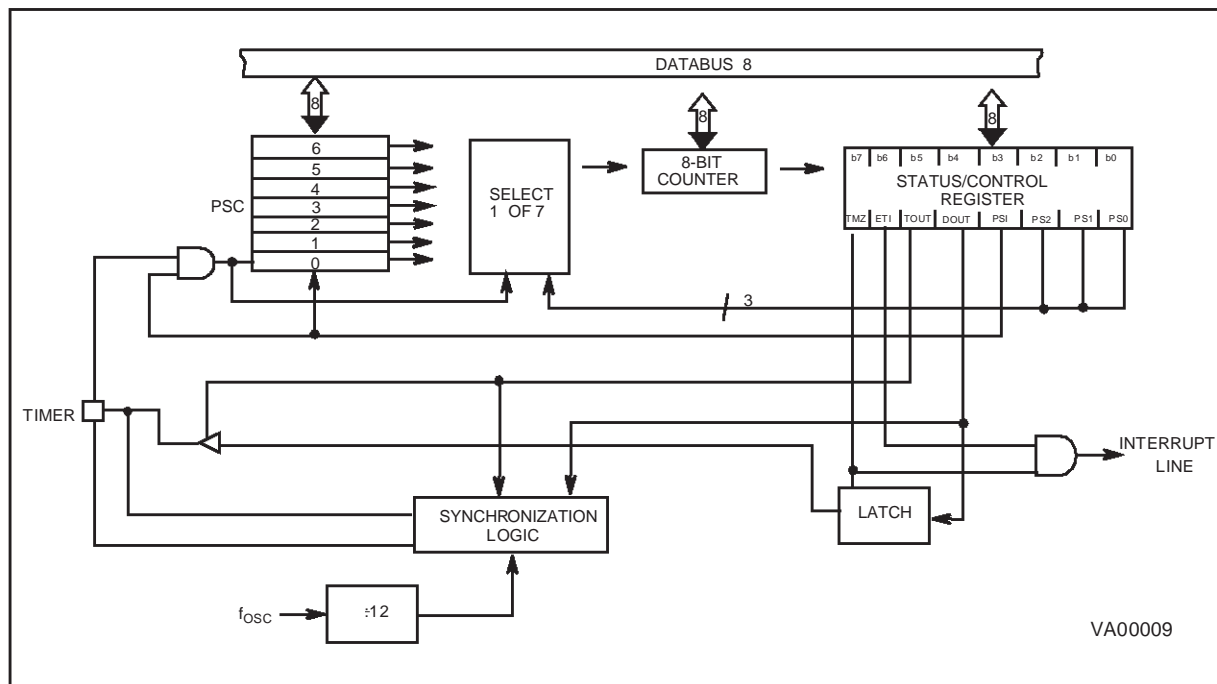 DATABUS 8
8
8
8
6
5
4
3
2
1
0
PSC
SELECT
1 OF 7
8-BIT
COUNTER
b7 b6 b5 b4 b3 b2 b1 b0
STATUS/CONTROL
REGISTER
TMZ ETI TOUT DOUT PSI PS2 PS1 PS0
3
TIMER
INTERRUPT
LINE
SYNCHRONIZATION
LOGIC
LATCH
fOSC
÷12
VA00009